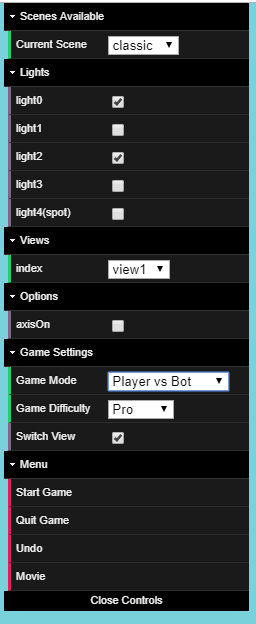 Scenes Available
Current Scene classic
Lights
light0
light1
light2
light3
light4(spot)
Views
index view1
Options
axisOn
Game Settings
Game Mode Player vs Bot
Game Difficulty Pro
Switch View
Menu
Start Game
Quit Game
Undo
Movie
Close Controls